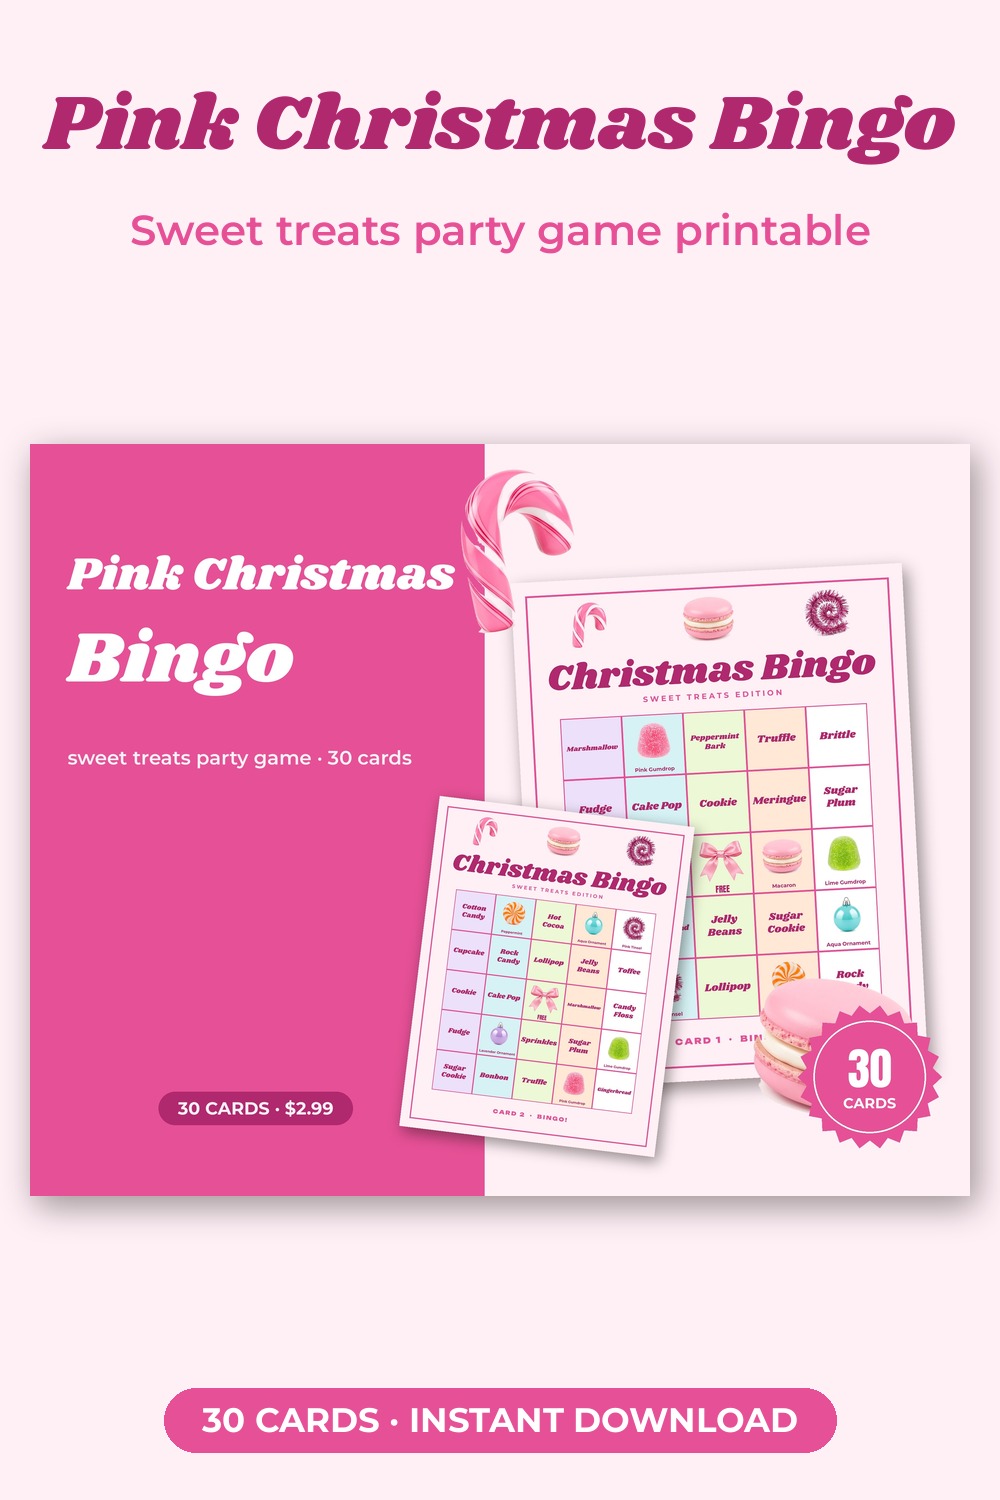 Pink Christmas Bingo
Sweet treats party game printable
Pink Christmas
Bingo
sweet treats party game · 30 cards
30 CARDS · $2.99
Christmas Bingo
SWEET TREATS EDITION
Marshmallow
Pink Gumdrop
Peppermint
Bark
Truffle
Brittle
Fudge
Cake Pop
Cookie
Meringue
Sugar
Plum
FREE
Macaron
Lime Gumdrop
Jelly
Beans
Sugar
Cookie
Aqua Ornament
Lollipop
Rock
CARD 1 ·
Christmas Bingo
SWEET TREATS EDITION
Cotton
Candy
Peppermint
Hot
Cocoa
Aqua Ornament
Pink Tinsel
Cupcake
Rock
Candy
Lollipop
Jelly
Beans
Toffee
Cookie
Cake Pop
FREE
Marshmallow
Candy
Floss
Fudge
Lavender Ornament
Sprinkles
Sugar
Plum
Lime Gumdrop
Sugar
Cookie
Bonbon
Truffle
Pink Gumdrop
Gingerbread
CARD 2 · BINGO!
30
CARDS
30 CARDS · INSTANT DOWNLOAD